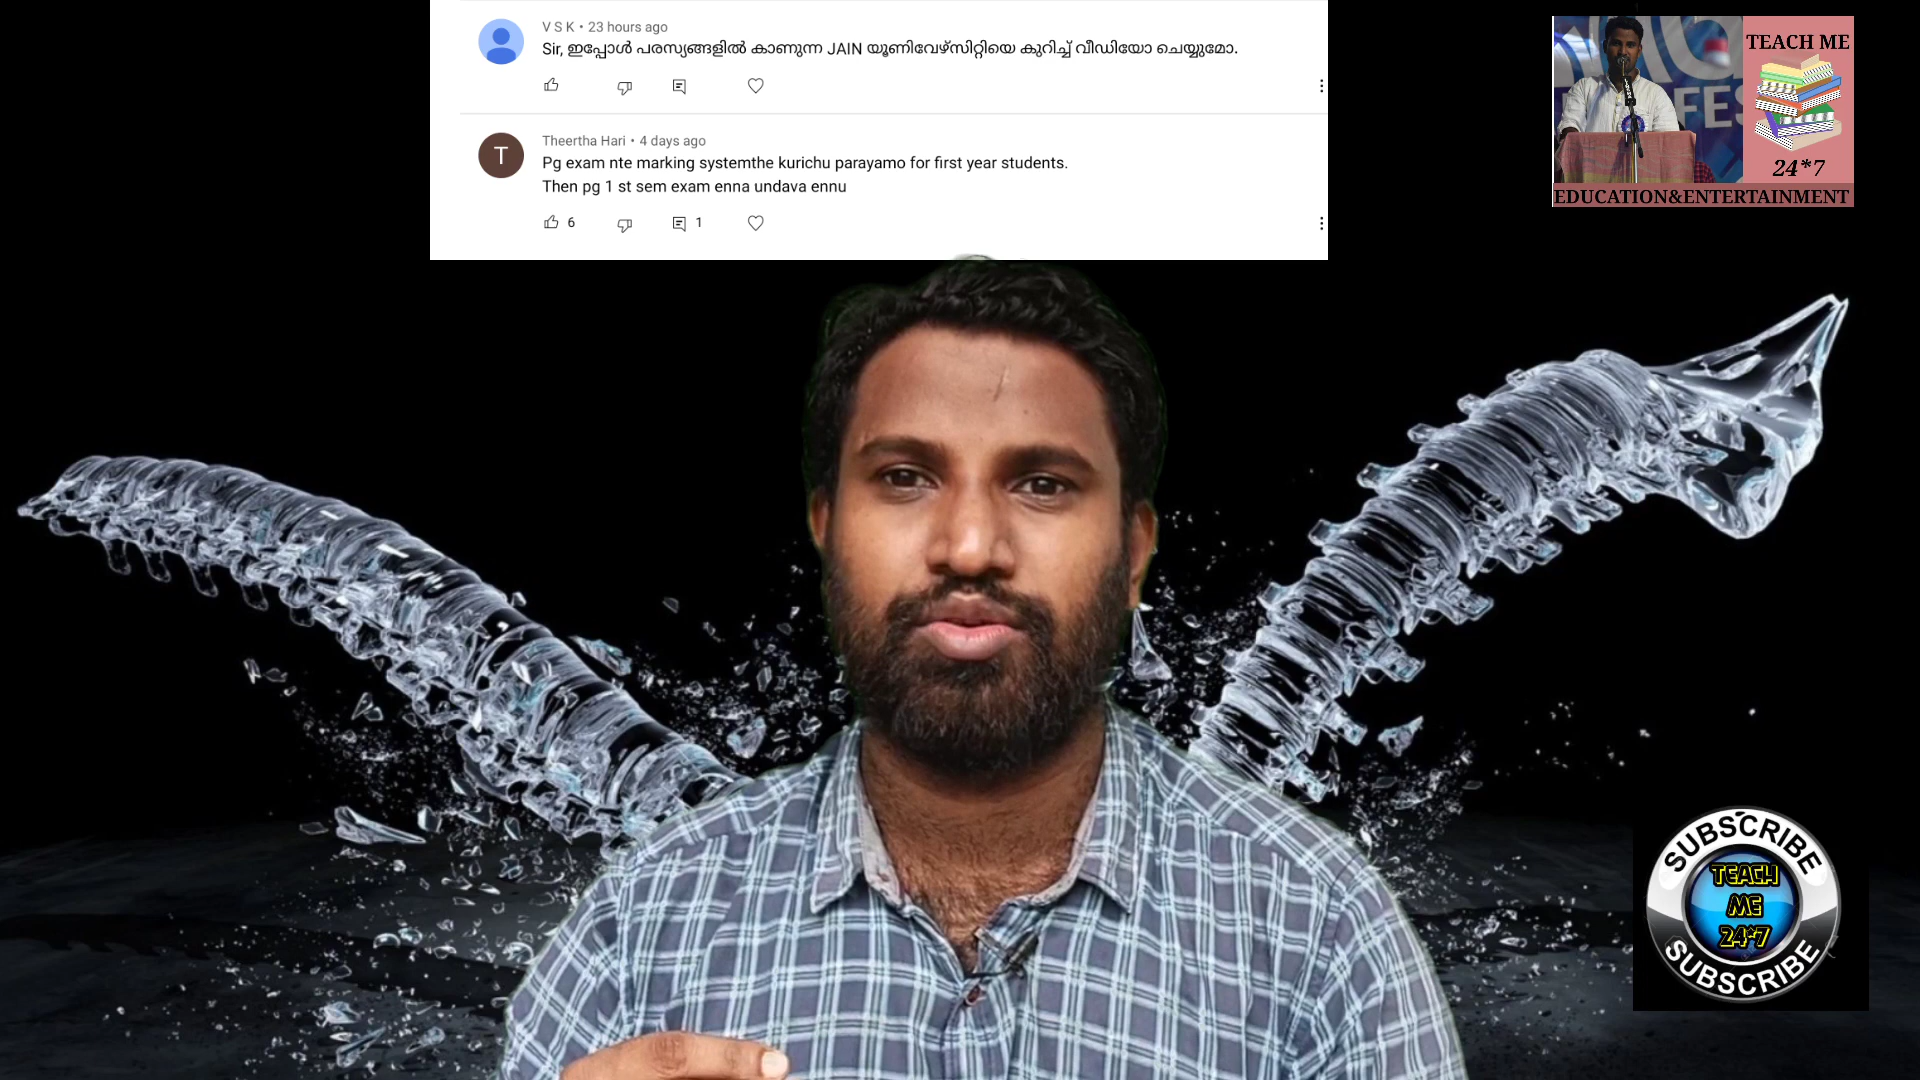 V S K • 23 hours ago
Sir, ഇപ്പോൾ പരസ്യങ്ങളിൽ കാണുന്ന JAIN യൂണിവേഴ്സിറ്റിയെ കുറിച്ച് വീഡിയോ ചെയ്യുമോ.
T
Theertha Hari • 4 days ago
Pg exam nte marking systemthe kurichu parayamo for first year students.
Then pg 1 st sem exam enna undava ennu
6
1
TEACH ME
FES
24*7
EDUCATION&ENTERTAINMENT
SUBSCRIBE
TEACH
ME
24*7
SUBSCRIBE